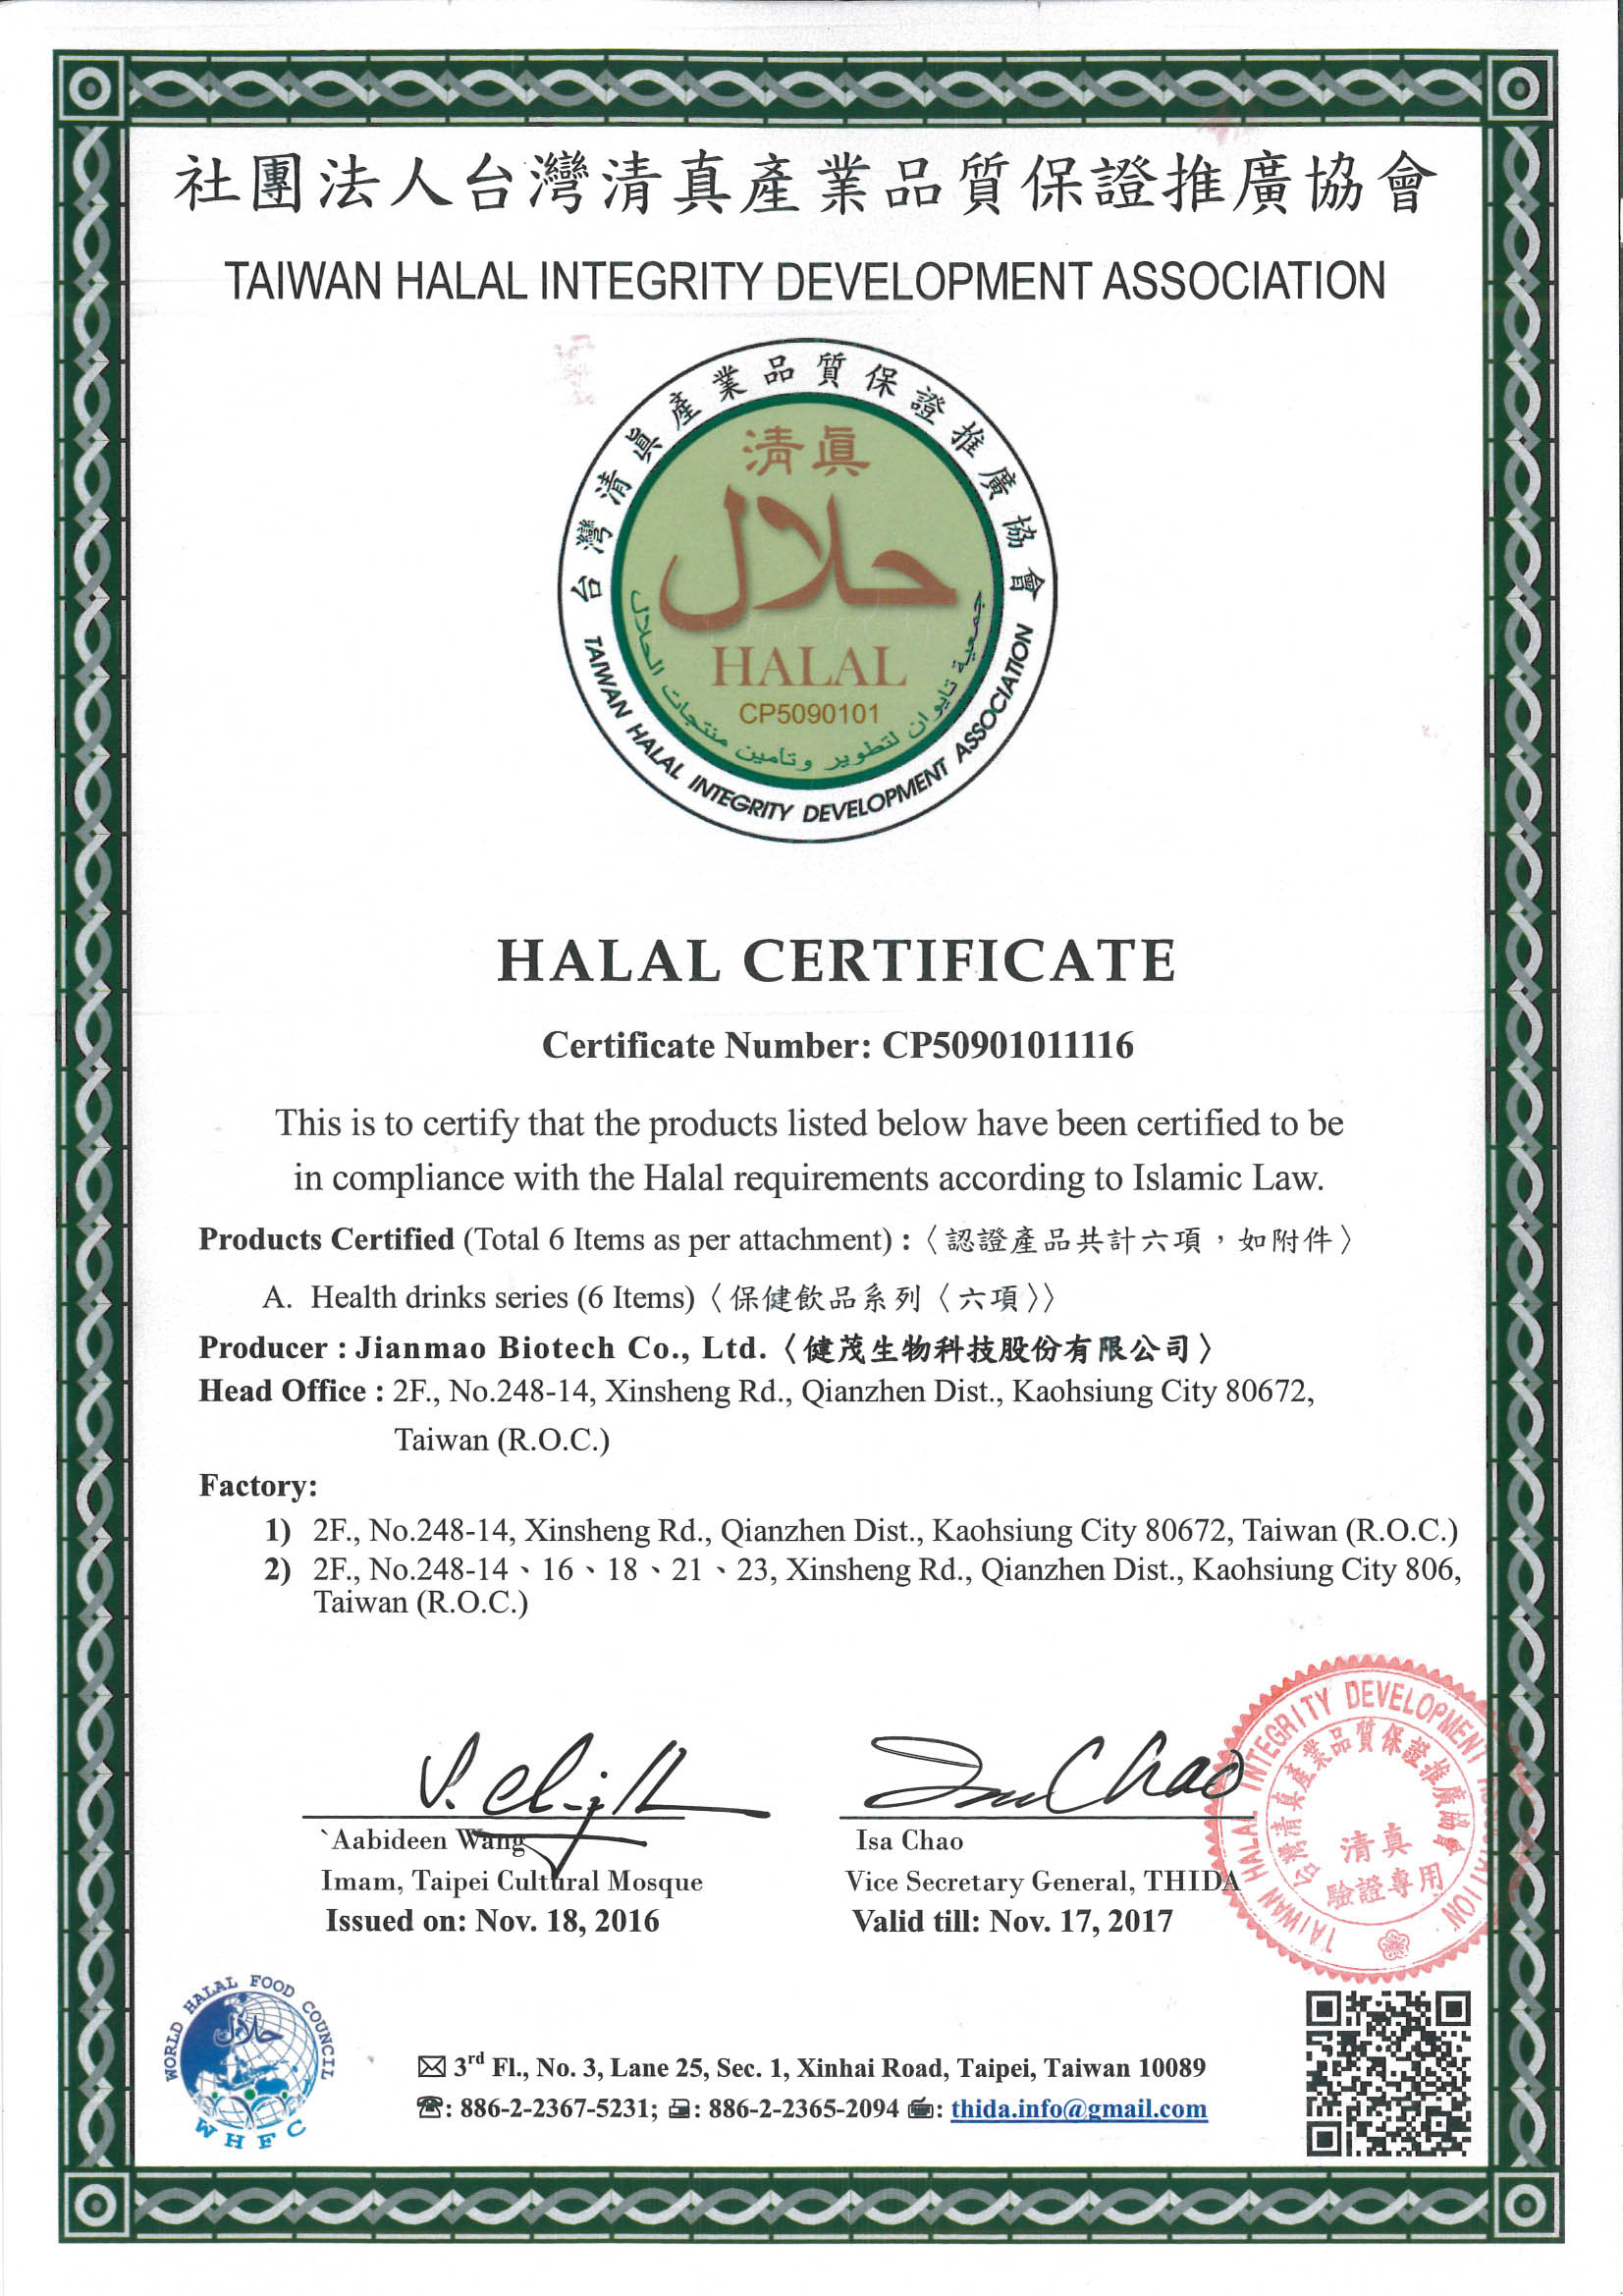 社團法人台灣清真產業品質保證推廣協會
TAIWAN HALAL INTEGRITY DEVELOPMENT ASSOCIATION
台灣清真產業品質保證推廣協會
清真
حلال
HALAL
CP5090101
جمعية تايوان لتطوير وتأمين منتجات الحلال
TAIWAN HALAL INTEGRITY DEVELOPMENT ASSOCIATION
HALAL CERTIFICATE
Certificate Number: CP50901011116
This is to certify that the products listed below have been certified to be
in compliance with the Halal requirements according to Islamic Law.
Products Certified (Total 6 Items as per attachment) :〈認證產品共計六項，如附件〉
A. Health drinks series (6 Items)〈保健飲品系列〈六項〉〉
Producer : Jianmao Biotech Co., Ltd.〈健茂生物科技股份有限公司〉
Head Office : 2F., No.248-14, Xinsheng Rd., Qianzhen Dist., Kaohsiung City 80672,
Taiwan (R.O.C.)
Factory:
1) 2F., No.248-14, Xinsheng Rd., Qianzhen Dist., Kaohsiung City 80672, Taiwan (R.O.C.)
2) 2F., No.248-14、16、18、21、23, Xinsheng Rd., Qianzhen Dist., Kaohsiung City 806,
Taiwan (R.O.C.)
Chao
`Aabideen Wang
Isa Chao
Imam, Taipei Cultural Mosque
Vice Secretary General, THIDA
Issued on: Nov. 18, 2016
Valid till: Nov. 17, 2017
TAIWAN HALAL INTEGRITY DEVELOPMENT ASSOCIATION
台灣清真產業品質保證推廣協會
清真
驗證專用
WORLD HALAL FOOD COUNCIL
حلال
WHFC
3rd Fl., No. 3, Lane 25, Sec. 1, Xinhai Road, Taipei, Taiwan 10089
: 886-2-2367-5231; : 886-2-2365-2094 : thida.info@gmail.com